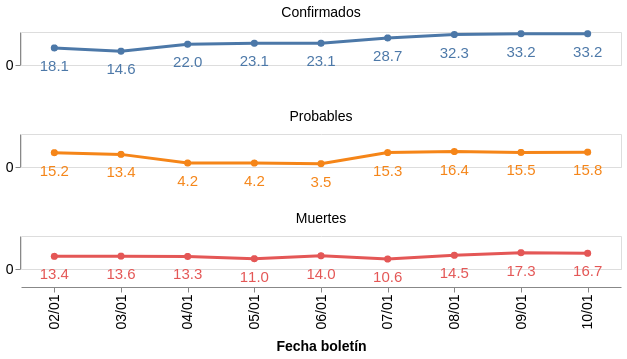 Confirmados
0
18.1 14.6 22.0 23.1 23.1 28.7 32.3 33.2 33.2
Probables
0
15.2 13.4 4.2 4.2 3.5 15.3 16.4 15.5 15.8
Muertes
0
13.4 13.6 13.3 11.0 14.0 10.6 14.5 17.3 16.7
02/01 03/01 04/01 05/01 06/01 07/01 08/01 09/01 10/01
Fecha boletín